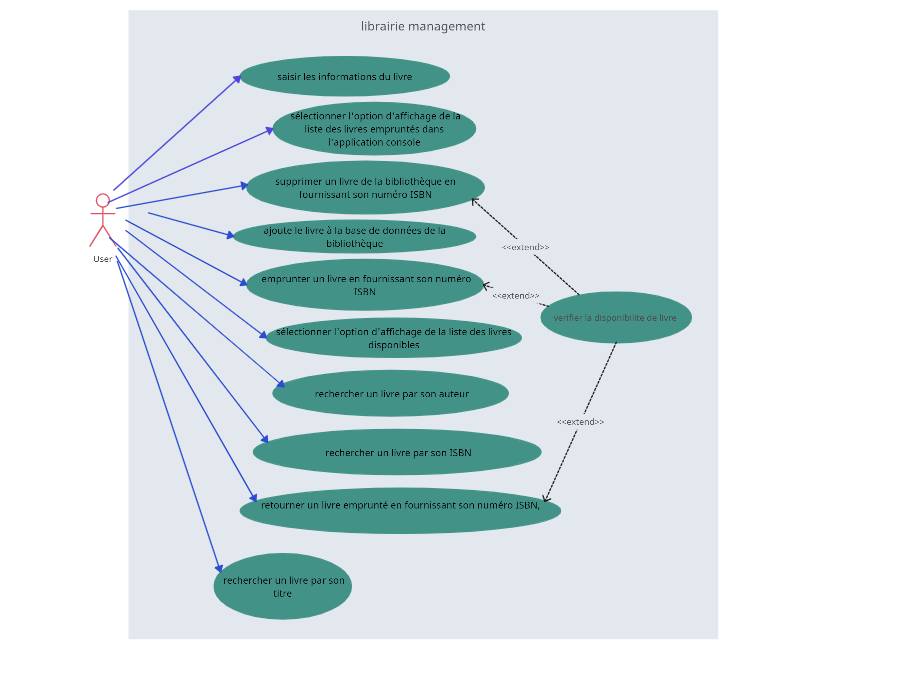 librairie management
saisir les informations du livre
sélectionner l'option d'affichage de la
liste des livres empruntés dans
l'application console
supprimer un livre de la bibliothèque en
fournissant son numéro ISBN
ajoute le livre à la base de données de la
bibliothèque
<<extend>>
User
emprunter un livre en fournissant son numéro
ISBN
<<extend>>
verifier la disponibilite de livre
sélectionner l'option d'affichage de la liste des livres
disponibles
rechercher un livre par son auteur
<<extend>>
rechercher un livre par son ISBN
retourner un livre emprunté en fournissant son numéro ISBN,
rechercher un livre par son
titre